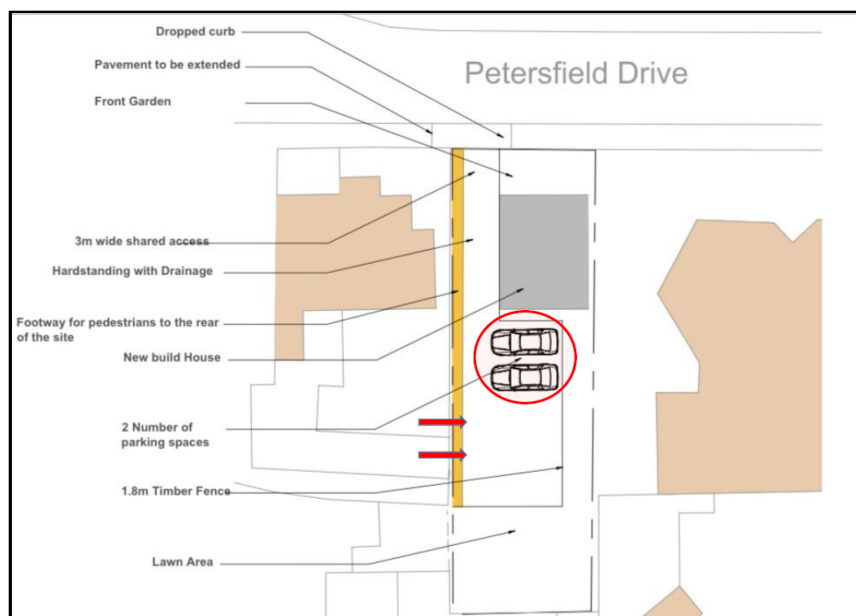 Dropped curb
Pavement to be extended
Petersfield Drive
Front Garden
3m wide shared access
Hardstanding with Drainage
Footway for pedestrians to the rear
of the site
New build House
2 Number of
parking spaces
1.8m Timber Fence
Lawn Area